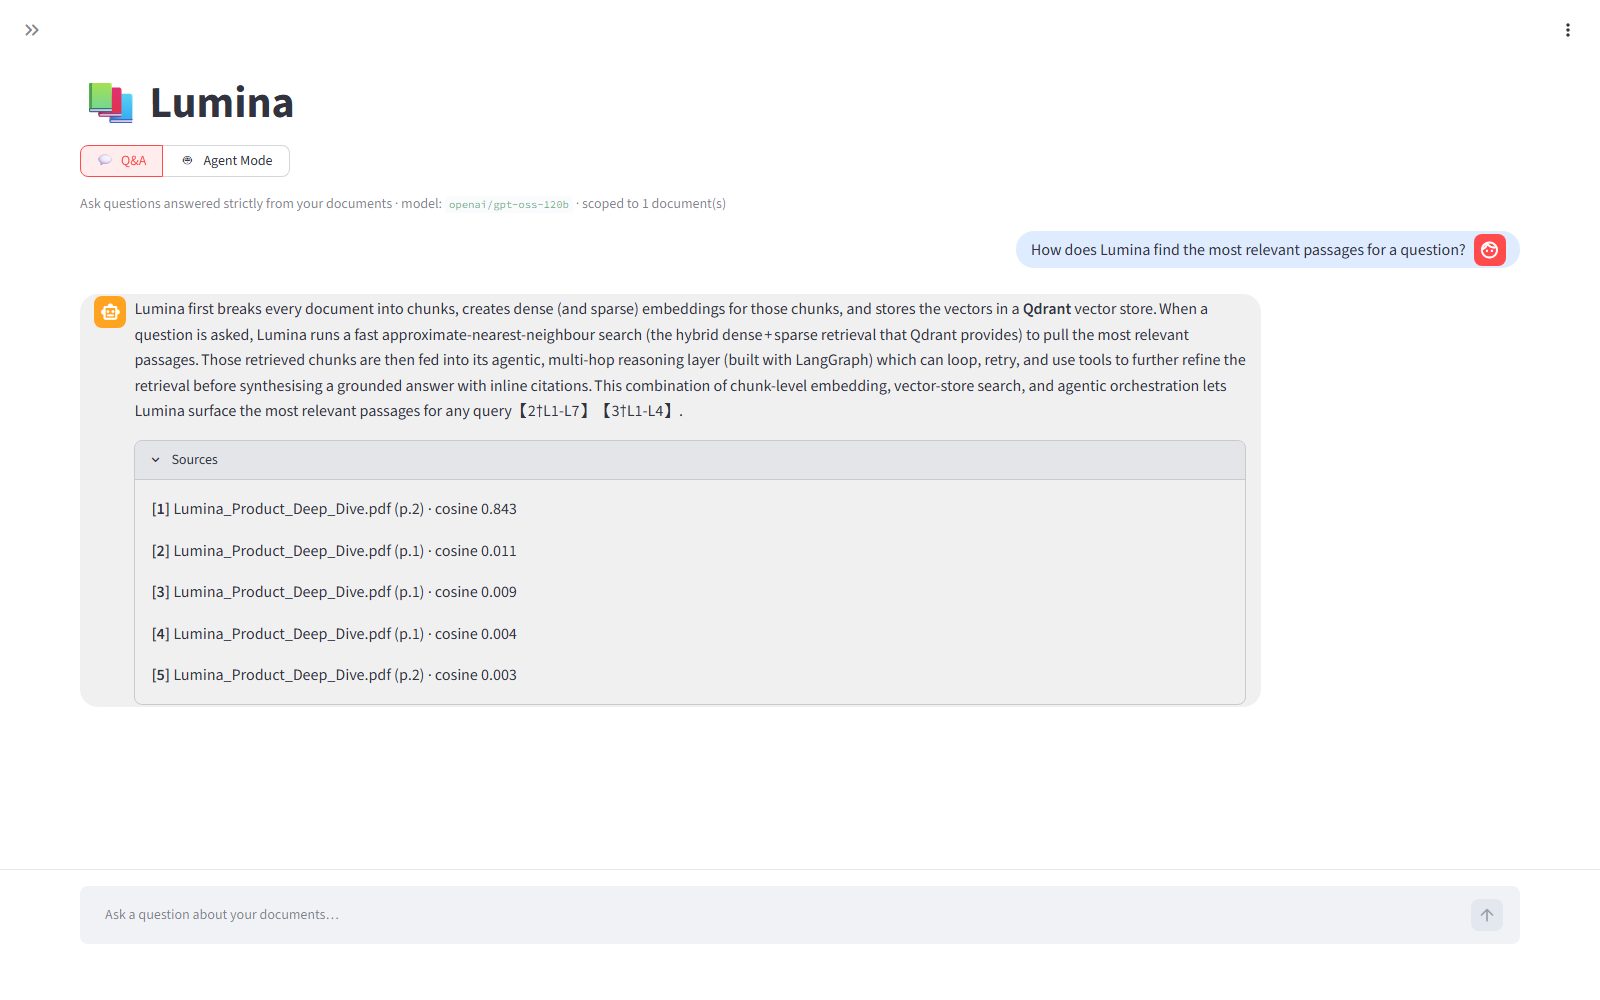 Lumina
Q&A
Agent Mode
Ask questions answered strictly from your documents · model: openai/gpt-oss-120b · scoped to 1 document(s)
How does Lumina find the most relevant passages for a question?
Lumina first breaks every document into chunks, creates dense (and sparse) embeddings for those chunks, and stores the vectors in a Qdrant vector store. When a
question is asked, Lumina runs a fast approximate-nearest-neighbour search (the hybrid dense + sparse retrieval that Qdrant provides) to pull the most relevant
passages. Those retrieved chunks are then fed into its agentic, multi-hop reasoning layer (built with LangGraph) which can loop, retry, and use tools to further refine the
retrieval before synthesising a grounded answer with inline citations. This combination of chunk-level embedding, vector-store search, and agentic orchestration lets
Lumina surface the most relevant passages for any query【2†L1-L7】【3†L1-L4】.
Sources
[1] Lumina_Product_Deep_Dive.pdf (p.2) · cosine 0.843
[2] Lumina_Product_Deep_Dive.pdf (p.1) · cosine 0.011
[3] Lumina_Product_Deep_Dive.pdf (p.1) · cosine 0.009
[4] Lumina_Product_Deep_Dive.pdf (p.1) · cosine 0.004
[5] Lumina_Product_Deep_Dive.pdf (p.2) · cosine 0.003
Ask a question about your documents…